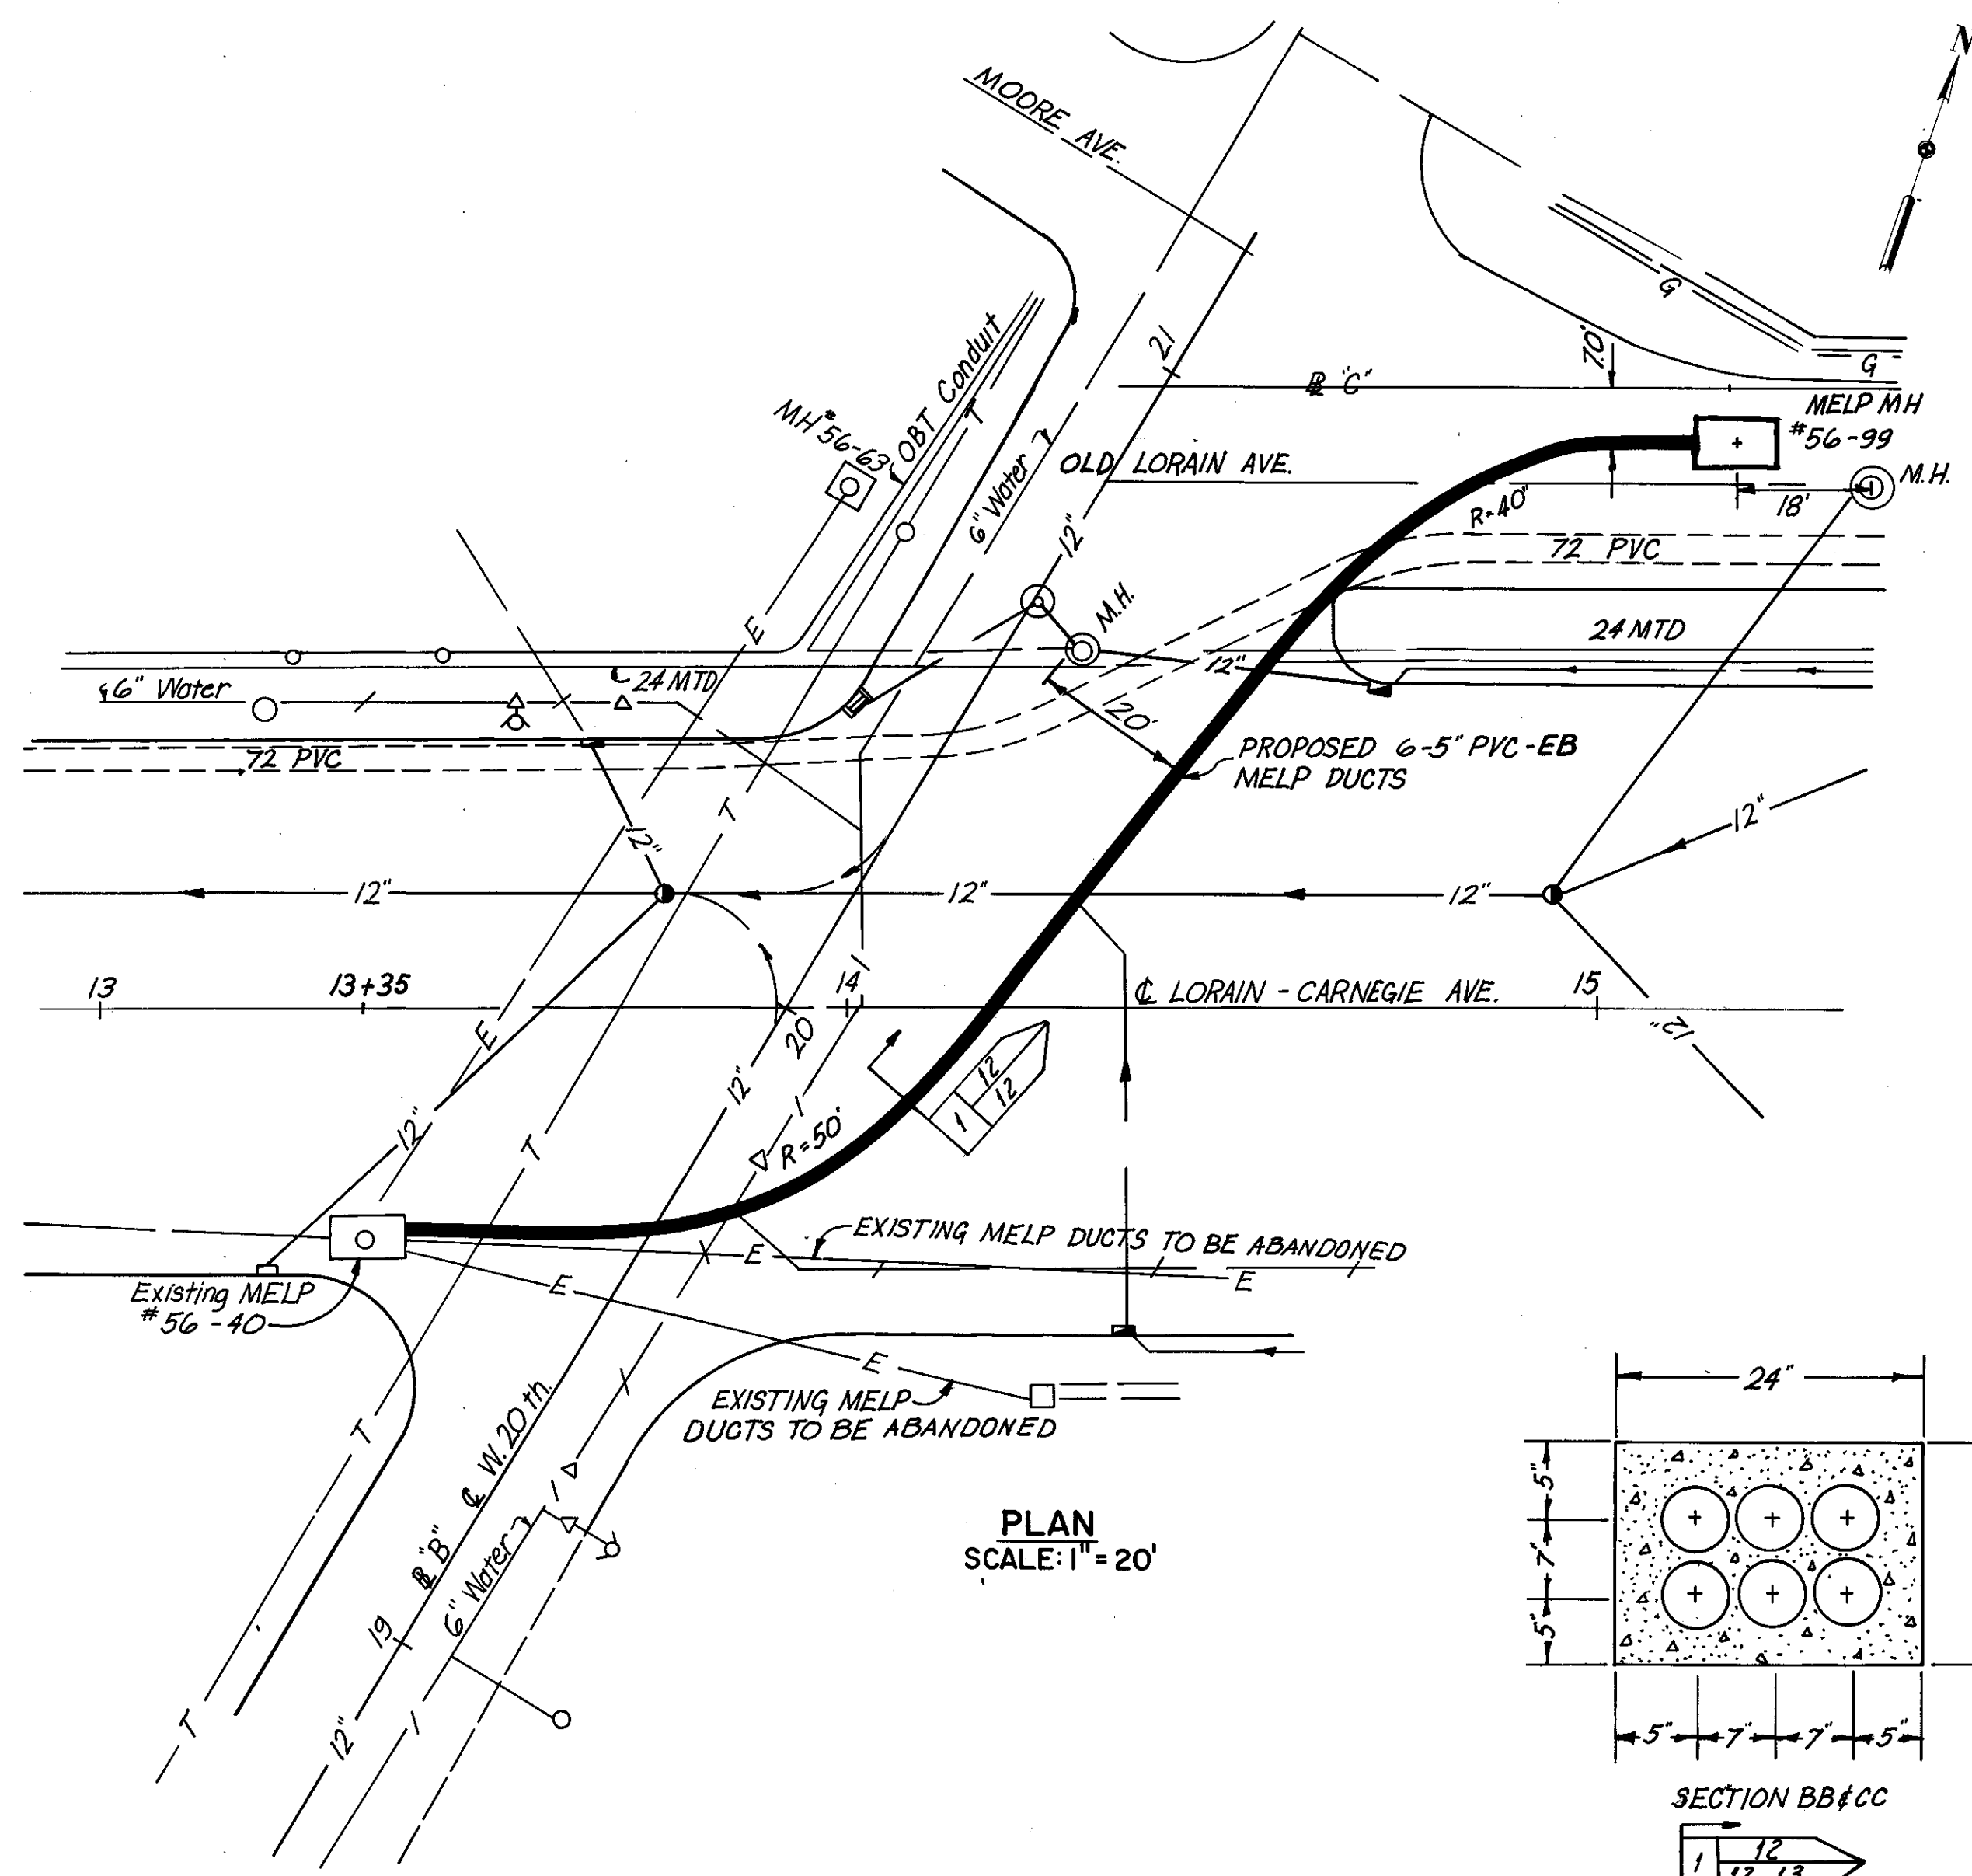 N
MOORE AVE.
21
G
7.0'
℄ "C"
G
MELP MH
#56-99
MH#56-63
OBT Conduit
T
6" Water
OLD LORAIN AVE.
M.H.
18'
R=40"
12"
72 PVC
E
M.H.
24 MTD
12"
6" Water
24 MTD
20'
72 PVC
PROPOSED 6-5" PVC-EB
MELP DUCTS
T
12"
12"
12"
12"
12"
13
13+35
14
℄ LORAIN - CARNEGIE AVE.
15
E
20
12"
12
12
1
12"
12"
R=50'
T
EXISTING MELP DUCTS TO BE ABANDONED
E
E
E
Existing MELP
#56-40
E
EXISTING MELP
DUCTS TO BE ABANDONED
24"
T
℄ W. 20th.
"B"
6" Water
PLAN
SCALE: 1" = 20'
5"
7"
5"
19
T
12"
5" 7" 7" 5"
SECTION BB & CC
12
1
12, 13